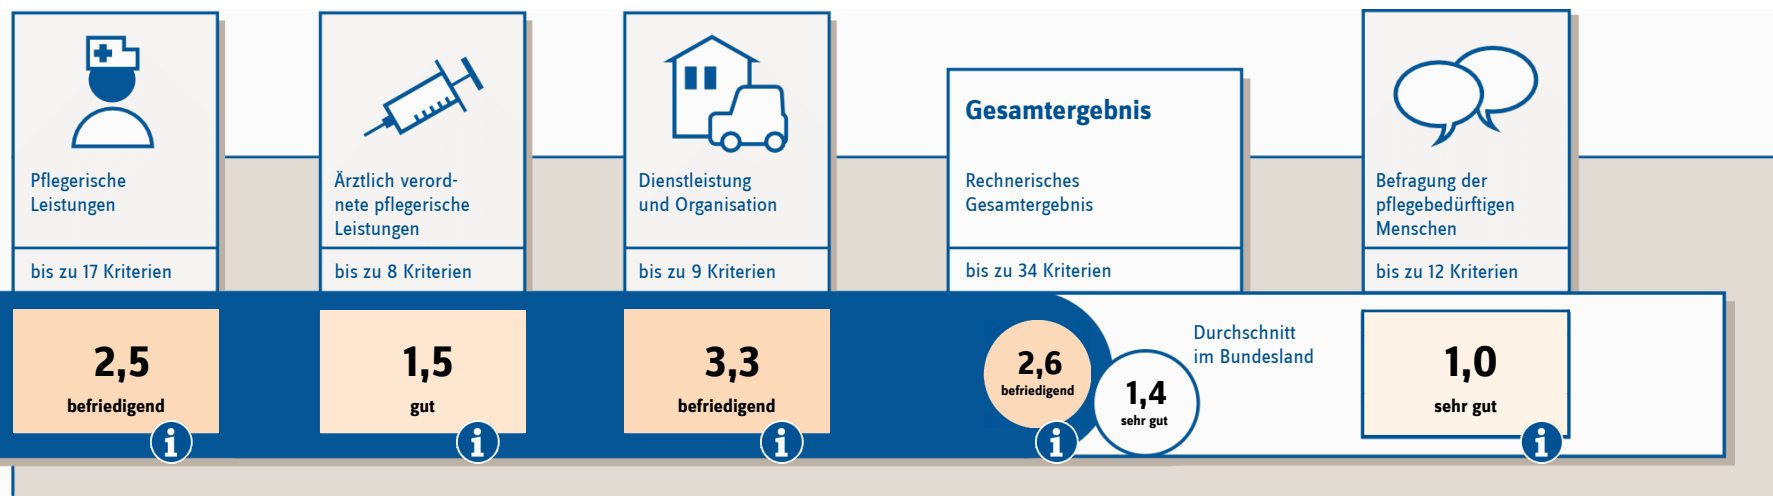 Pflegerische
Leistungen
bis zu 17 Kriterien
2,5
befriedigend
Ärztlich verord-
nete pflegerische
Leistungen
bis zu 8 Kriterien
1,5
gut
Dienstleistung
und Organisation
bis zu 9 Kriterien
3,3
befriedigend
Gesamtergebnis
Rechnerisches
Gesamtergebnis
bis zu 34 Kriterien
2,6
befriedigend
1,4
sehr gut
Durchschnitt
im Bundesland
Befragung der
pflegebedürftigen
Menschen
bis zu 12 Kriterien
1,0
sehr gut